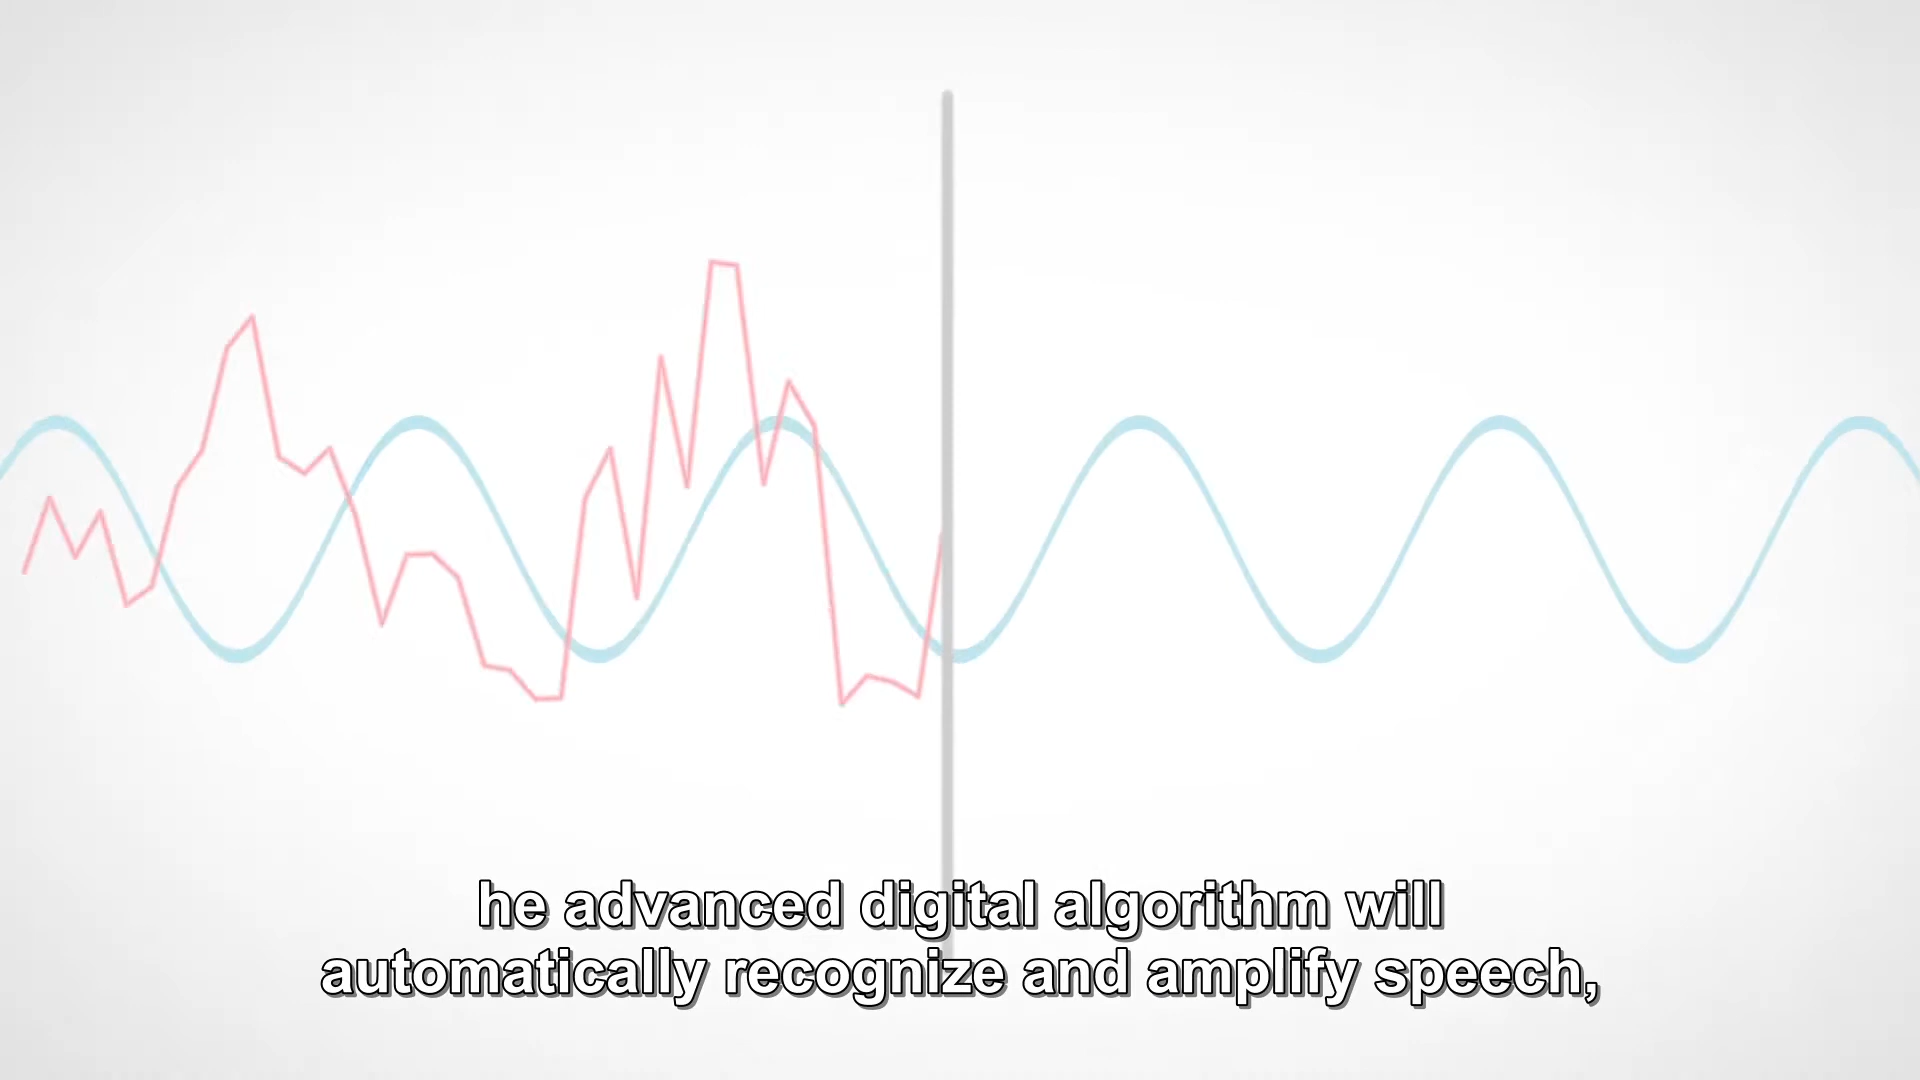 he advanced digital algorithm will
automatically recognize and amplify speech,